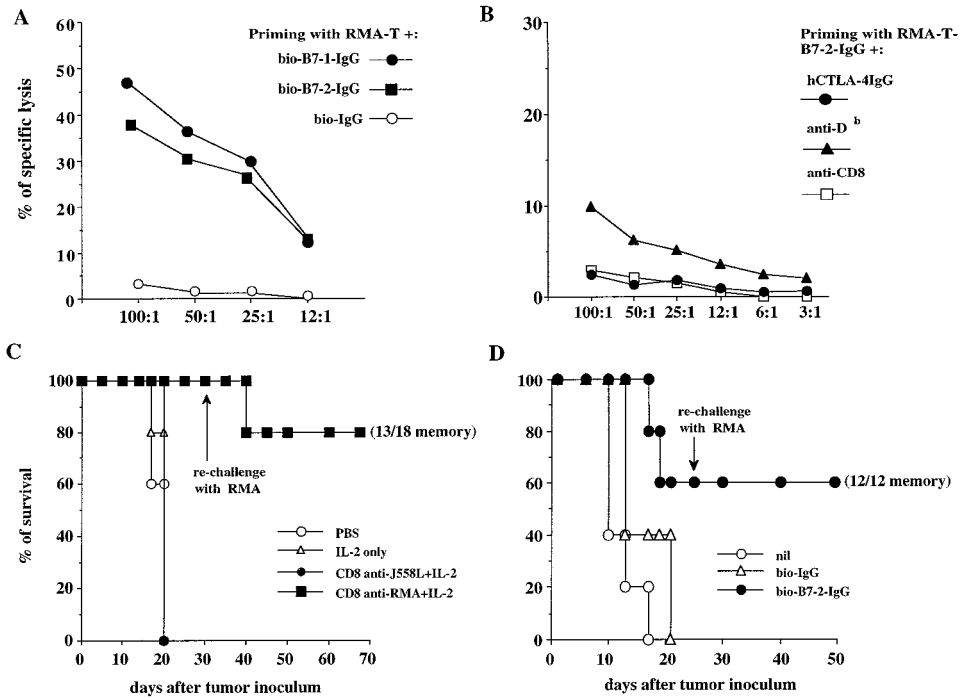 A
% of specific lysis
60
50
40
30
20
10
0
100:1 50:1 25:1 12:1
Priming with RMA-T +:
bio-B7-1-IgG
bio-B7-2-IgG
bio-IgG
B
30
20
10
0
100:1 50:1 25:1 12:1 6:1 3:1
Priming with RMA-T-
B7-2-IgG +:
hCTLA-4IgG
anti-D b
anti-CD8
C
% of survival
100
80
60
40
20
0
0 10 20 30 40 50 60 70
days after tumor inoculum
re-challenge
with RMA
(13/18 memory)
PBS
IL-2 only
CD8 anti-J558L+IL-2
CD8 anti-RMA+IL-2
D
100
80
60
40
20
0
0 10 20 30 40 50
days after tumor inoculum
re-challenge
with RMA
(12/12 memory)
nil
bio-IgG
bio-B7-2-IgG